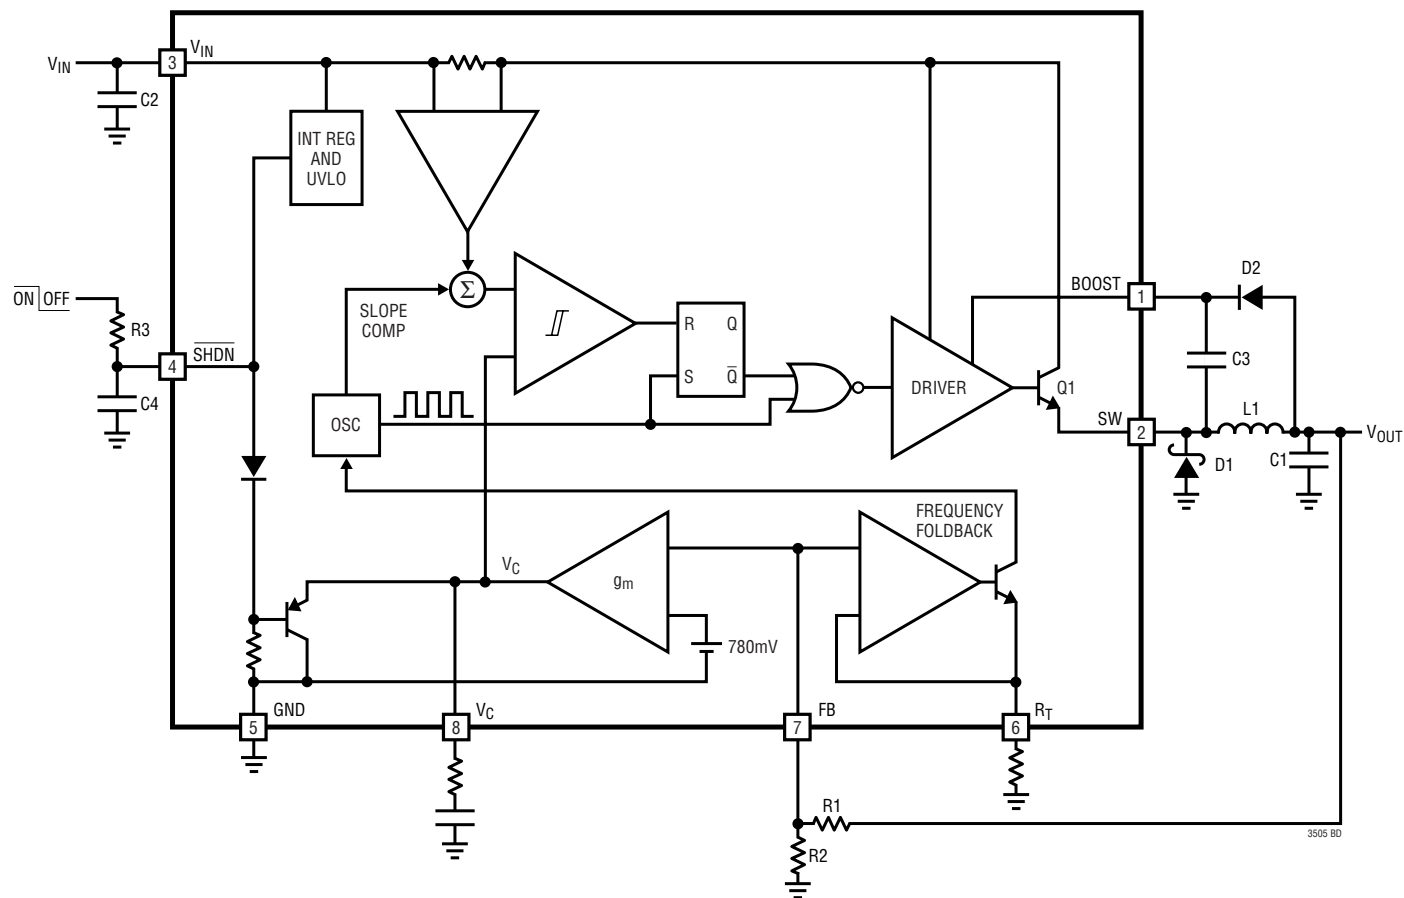 VIN
3
VIN
C2
INT REG
AND
UVLO
ON OFF
R3
4
SHDN
C4
SLOPE
COMP
Σ
R
Q
S
Q
OSC
DRIVER
Q1
BOOST
1
D2
C3
SW
2
L1
D1
C1
VOUT
FREQUENCY
FOLDBACK
VC
gm
780mV
GND
5
VC
8
FB
7
RT
6
R1
R2
3505 BD